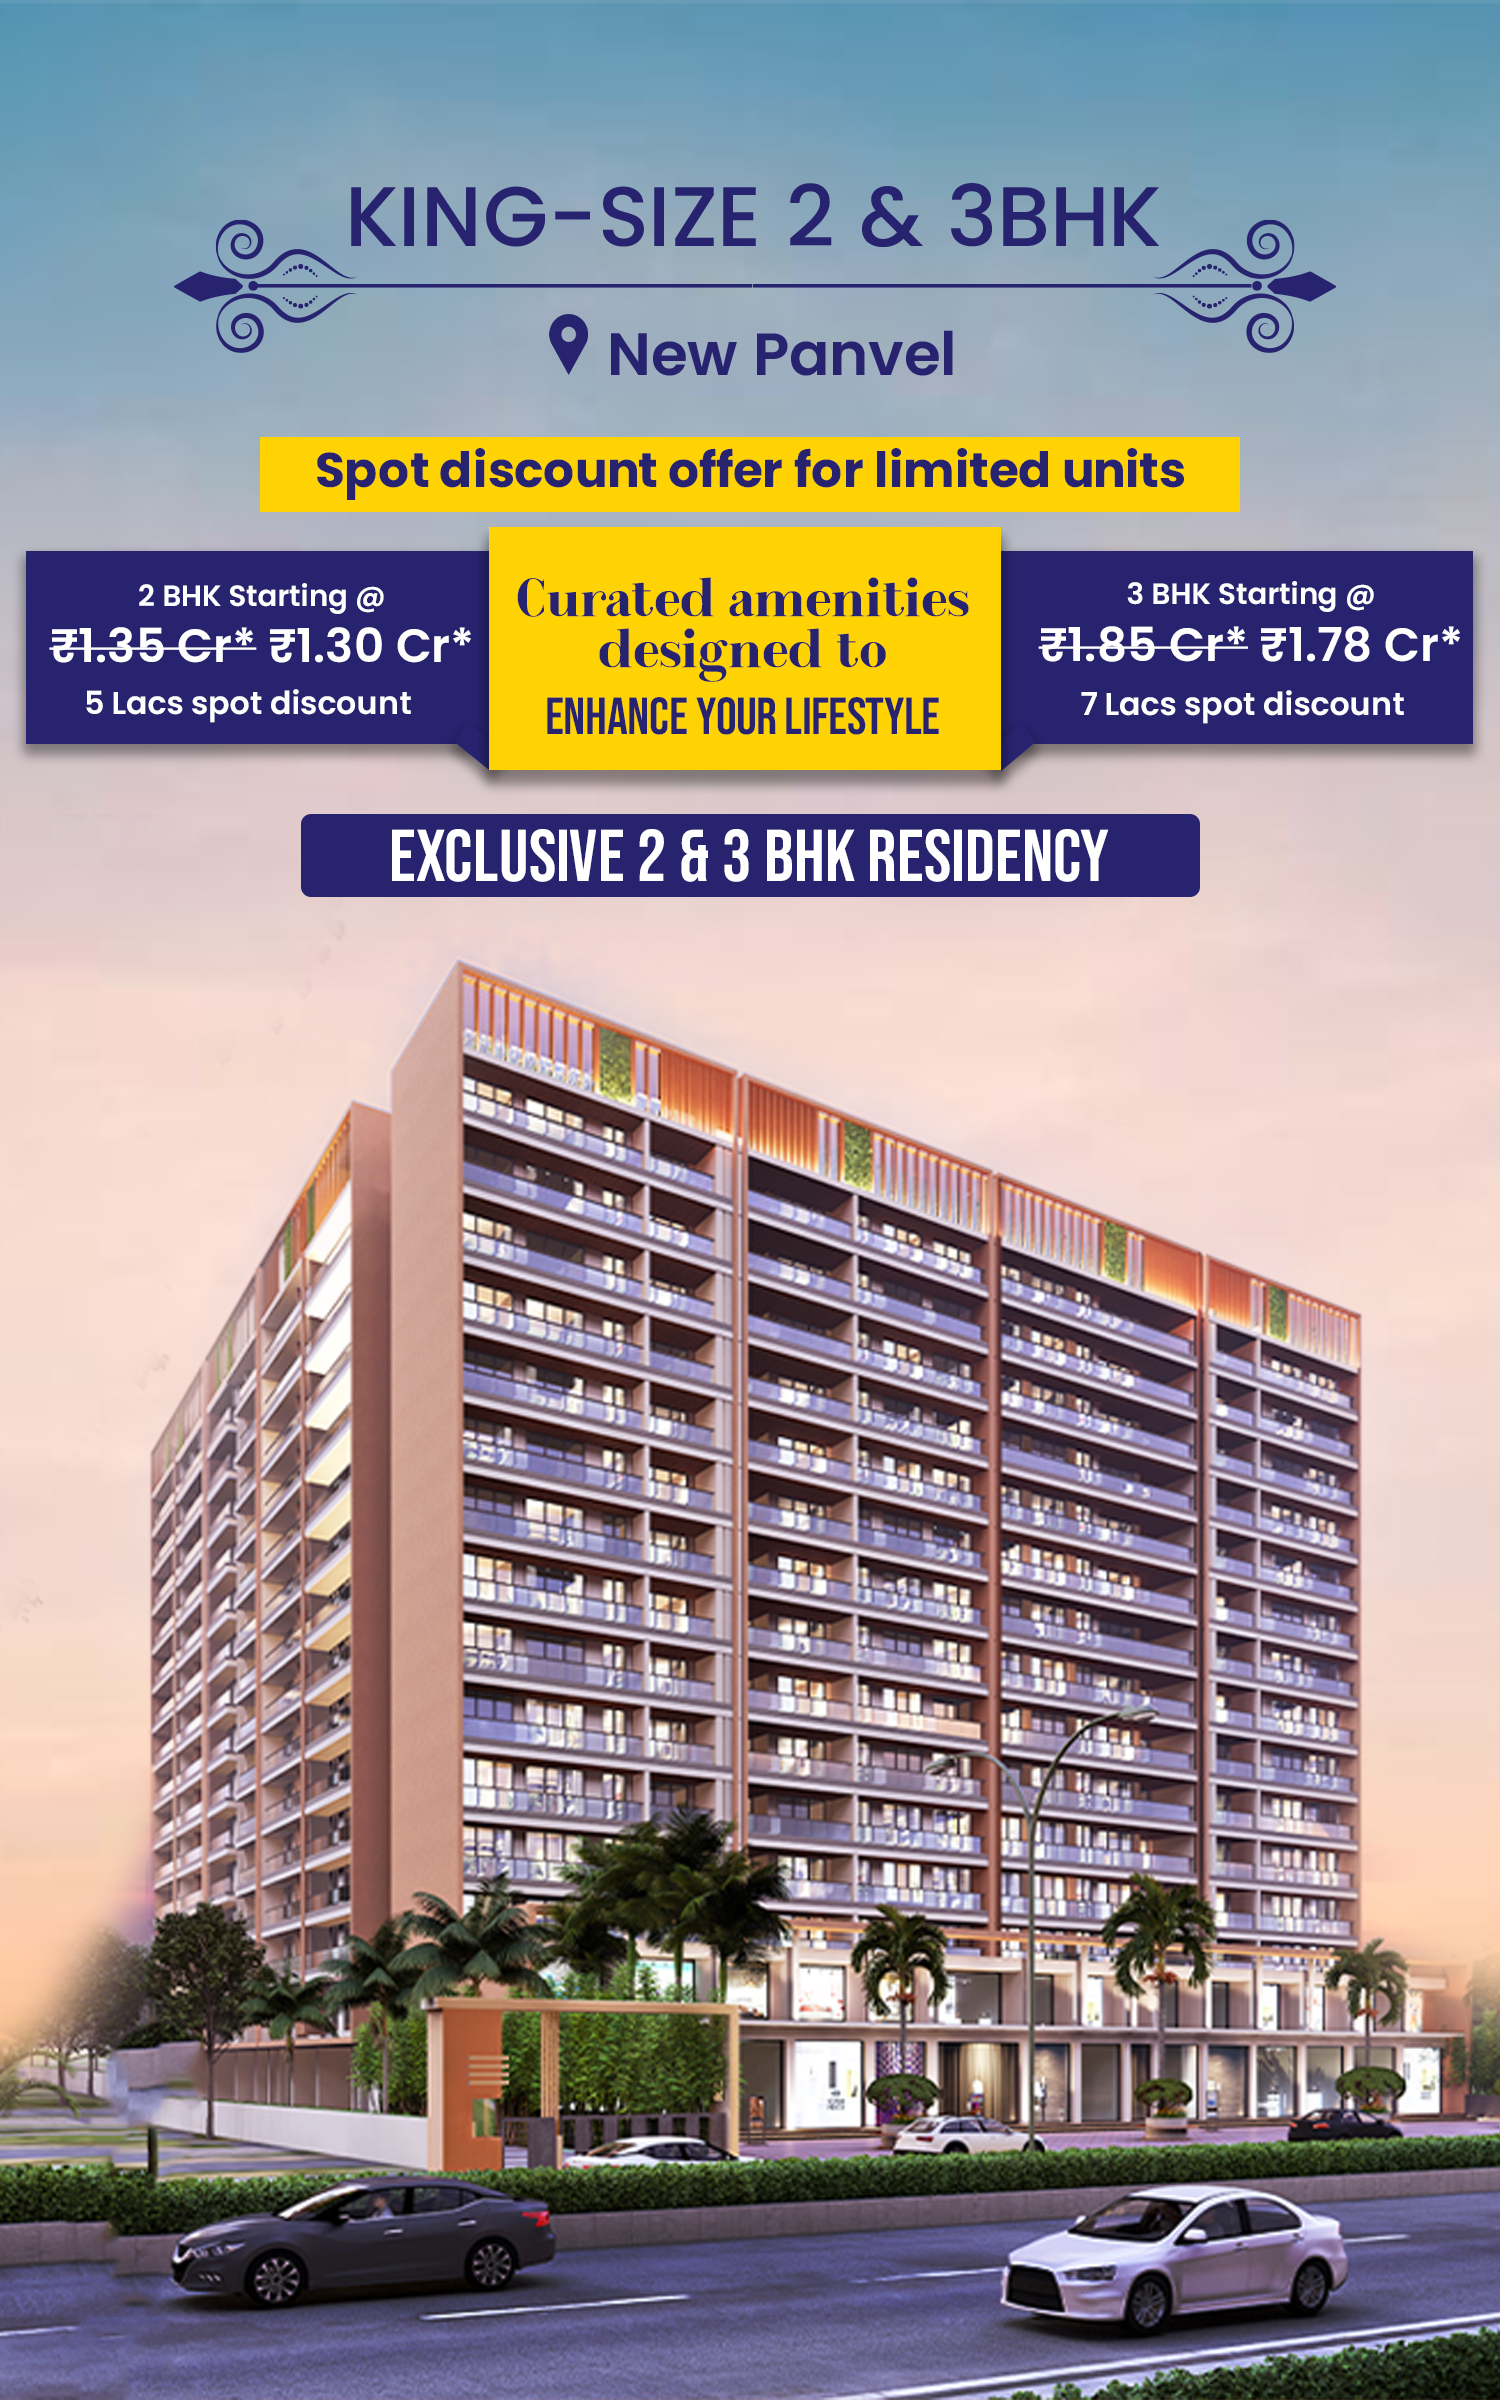 KING-SIZE 2 & 3BHK
New Panvel
Spot discount offer for limited units
2 BHK Starting @
₹1.35 Cr* ₹1.30 Cr*
5 Lacs spot discount
Curated amenities
designed to
ENHANCE YOUR LIFESTYLE
3 BHK Starting @
₹1.85 Cr* ₹1.78 Cr*
7 Lacs spot discount
EXCLUSIVE 2 & 3 BHK RESIDENCY